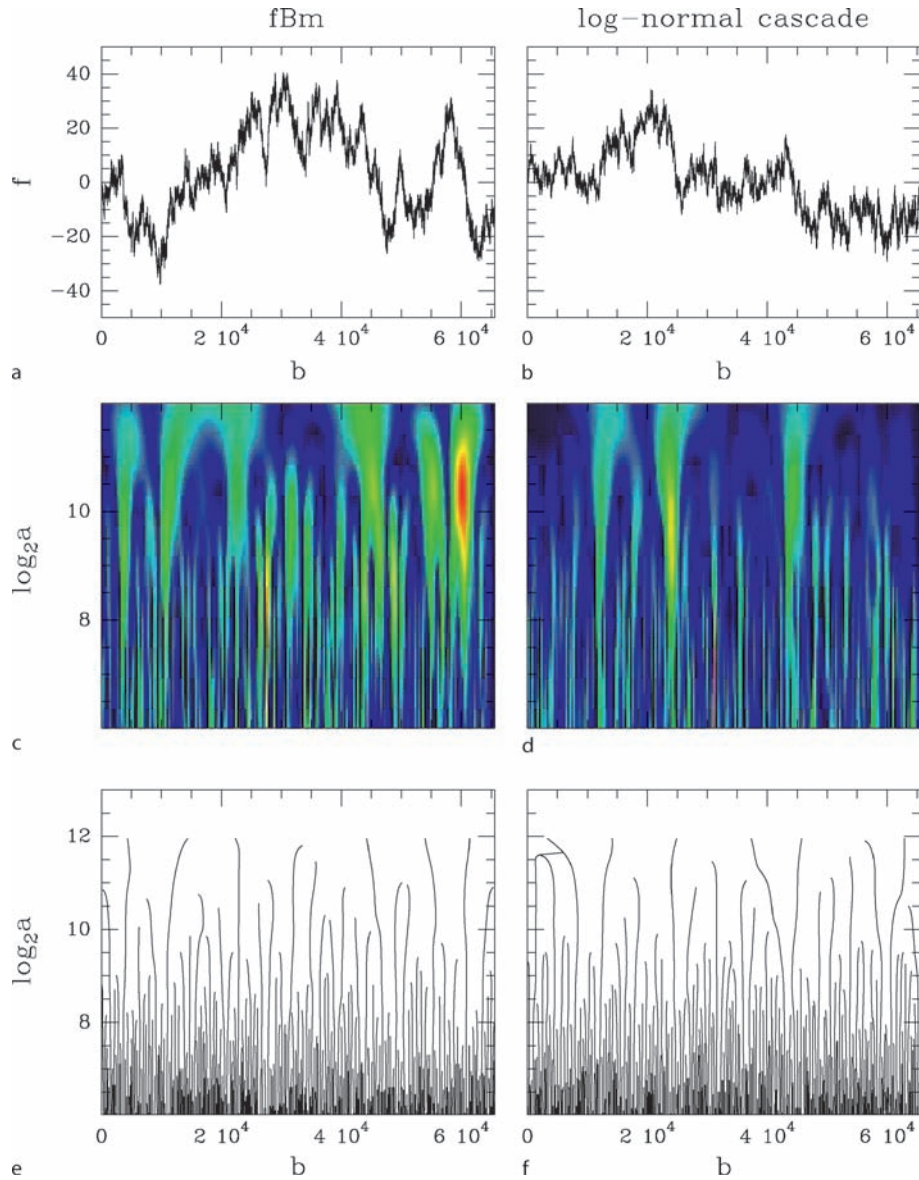 fBm log-normal cascade
40
20
0
-20
-40
f
0 2 10⁴ 4 10⁴ 6 10⁴ 0 2 10⁴ 4 10⁴ 6 10⁴
a b b b
10
8
log₂a
c d
12
10
8
log₂a
0 2 10⁴ 4 10⁴ 6 10⁴ 0 2 10⁴ 4 10⁴ 6 10⁴
e b f b